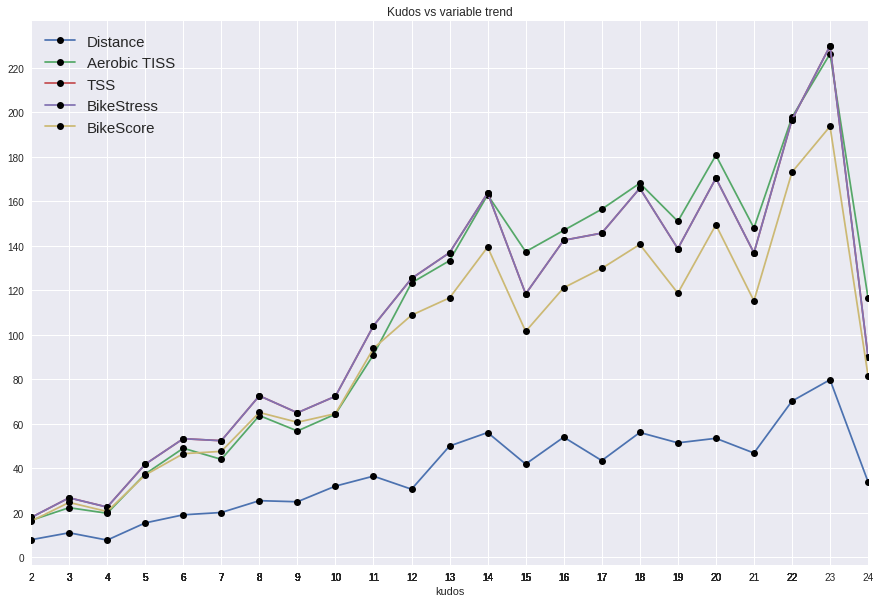 Kudos vs variable trend
Distance
Aerobic TISS
TSS
BikeStress
BikeScore
220
200
180
160
140
120
100
80
60
40
20
0
2 3 4 5 6 7 8 9 10 11 12 13 14 15 16 17 18 19 20 21 22 23 24
kudos